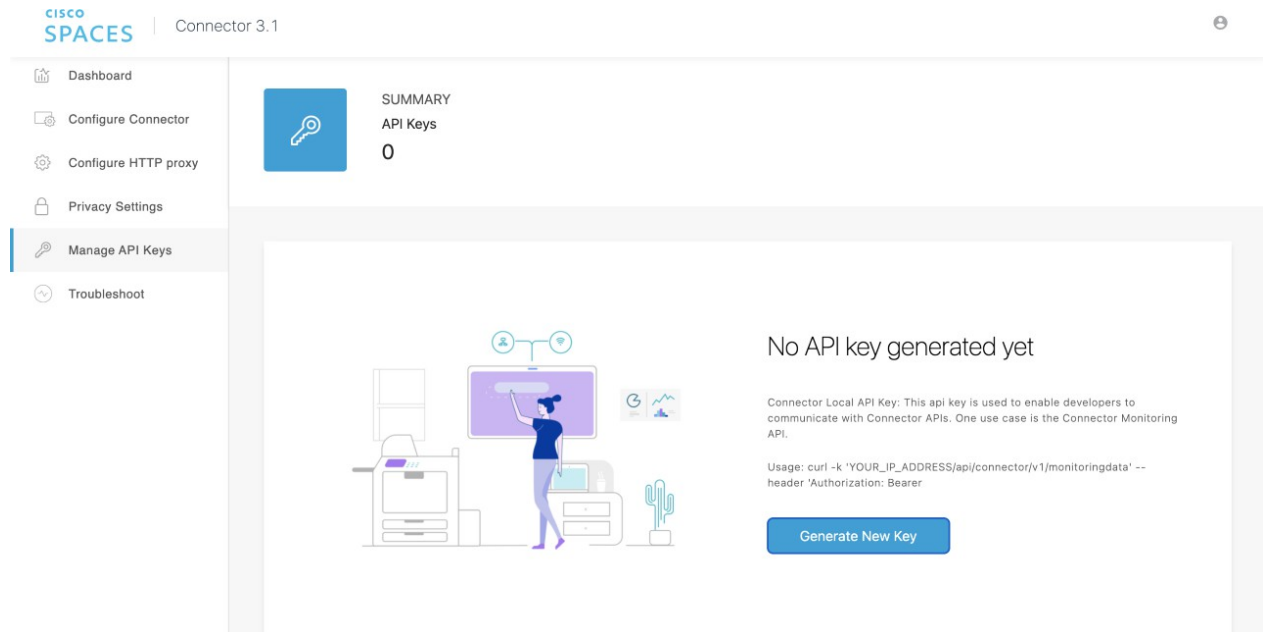 CISCO
SPACES
Connector 3.1
Dashboard
Configure Connector
Configure HTTP proxy
Privacy Settings
Manage API Keys
Troubleshoot
SUMMARY
API Keys
0
No API key generated yet
Connector Local API Key: This api key is used to enable developers to
communicate with Connector APIs. One use case is the Connector Monitoring
API.
Usage: curl -k 'YOUR_IP_ADDRESS/api/connector/v1/monitoringdata' --
header 'Authorization: Bearer
Generate New Key